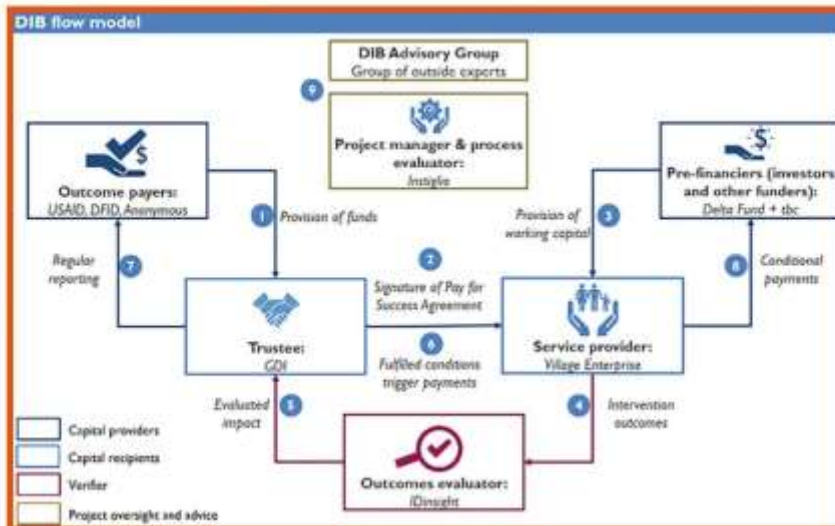 DIB flow model
DIB Advisory Group
Group of outside experts
9
Project manager & process
evaluator:
Instiglio
Outcome payers:
USAID, DFID, Anonymous
Pre-financiers (investors
and other funders):
Delta Fund + tbc
1
Provision of funds
Provision of
working capital
3
Regular
reporting
7
2
Signature of Pay for
Success Agreement
8
Conditional
payments
Trustee:
GDI
6
Fulfilled conditions
trigger payments
Service provider:
Village Enterprise
Evaluated
impact
5
4
Intervention
outcomes
Outcomes evaluator:
IDinsight
Capital providers
Capital recipients
Verifier
Project oversight and advice